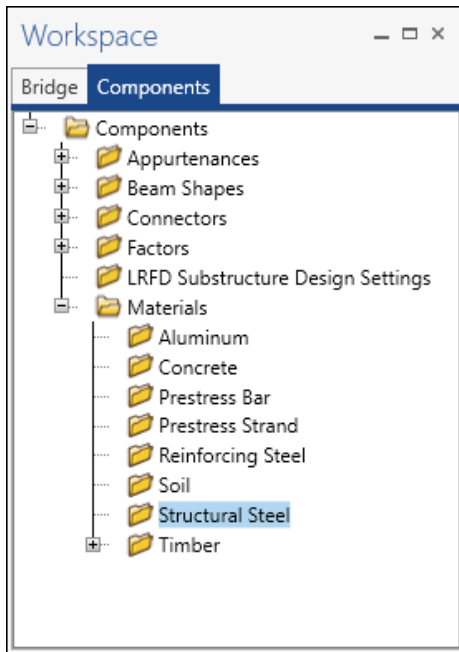 Workspace
Bridge Components
Components
Appurtenances
Beam Shapes
Connectors
Factors
LRFD Substructure Design Settings
Materials
Aluminum
Concrete
Prestress Bar
Prestress Strand
Reinforcing Steel
Soil
Structural Steel
Timber